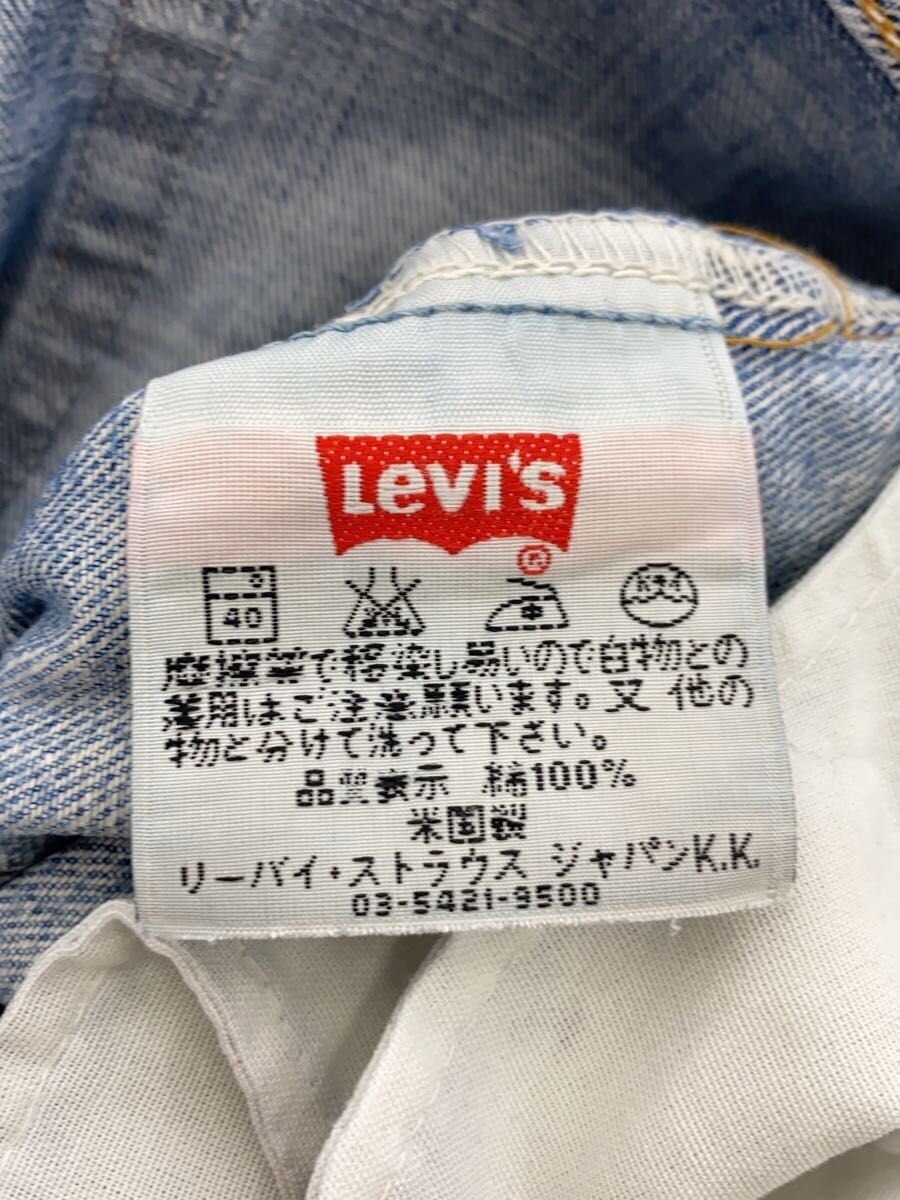 Levi's
®
40
摩擦等で移染し易いので白物との
兼用はご注意願います。又 他の
物と分けて洗って下さい。
品質表示 綿100%
米国製
リーバイ・ストラウス ジャパンK.K.
03-5421-9500